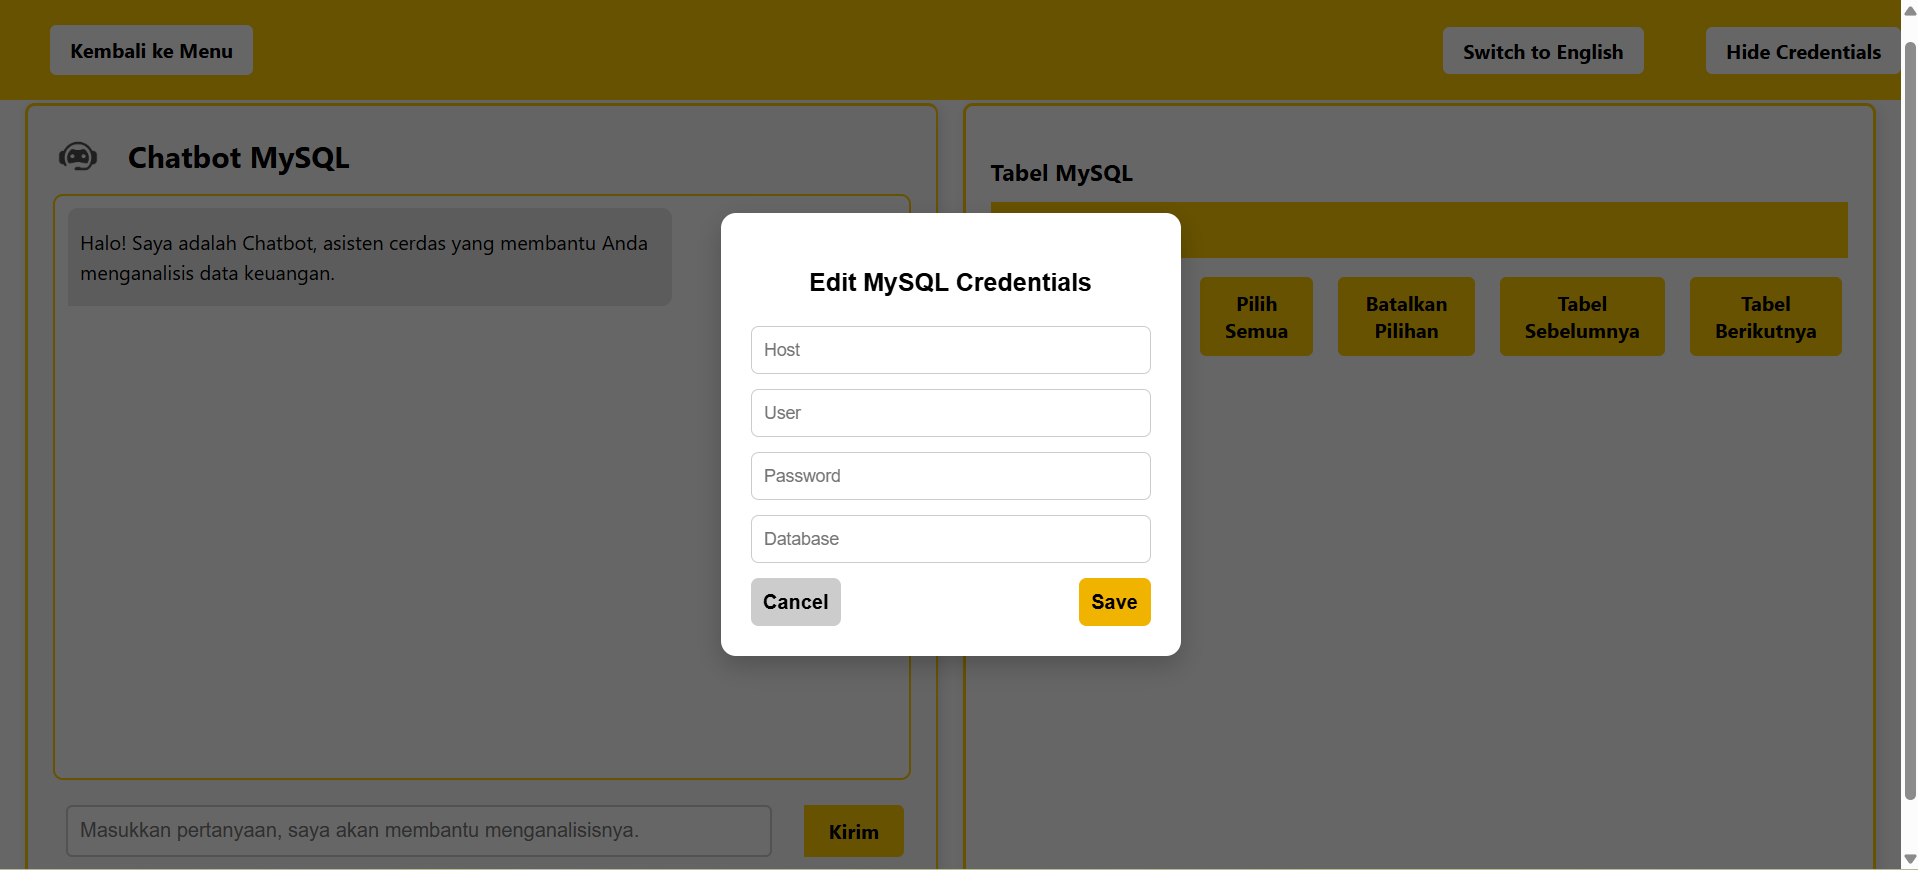 Kembali ke Menu
Switch to English
Hide Credentials
Chatbot MySQL
Halo! Saya adalah Chatbot, asisten cerdas yang membantu Anda
menganalisis data keuangan.
Masukkan pertanyaan, saya akan membantu menganalisisnya.
Kirim
Tabel MySQL
Pilih
Semua
Batalkan
Pilihan
Tabel
Sebelumnya
Tabel
Berikutnya
Edit MySQL Credentials
Host
User
Password
Database
Cancel
Save